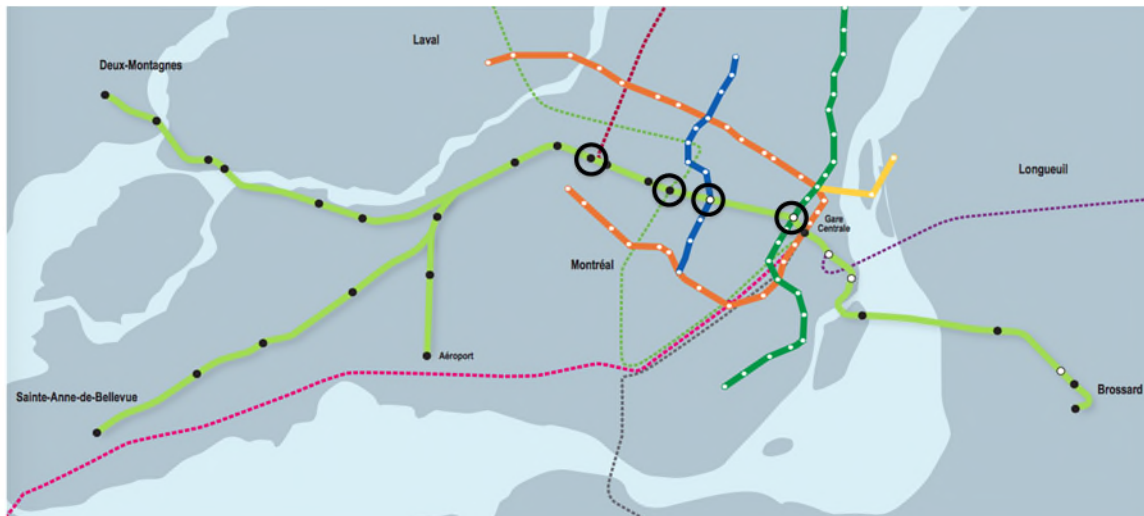 Laval
Deux-Montagnes
Longueuil
Gare
Centrale
Montréal
Aéroport
Sainte-Anne-de-Bellevue
Brossard